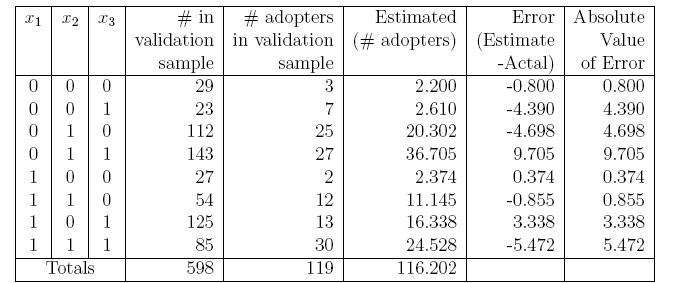 x1 x2 x3 # in # adopters Estimated Error Absolute
validation in validation (# adopters) (Estimate Value
sample sample -Actal) of Error
0 0 0 29 3 2.200 -0.800 0.800
0 0 1 23 7 2.610 -4.390 4.390
0 1 0 112 25 20.302 -4.698 4.698
0 1 1 143 27 36.705 9.705 9.705
1 0 0 27 2 2.374 0.374 0.374
1 1 0 54 12 11.145 -0.855 0.855
1 0 1 125 13 16.338 3.338 3.338
1 1 1 85 30 24.528 -5.472 5.472
Totals 598 119 116.202